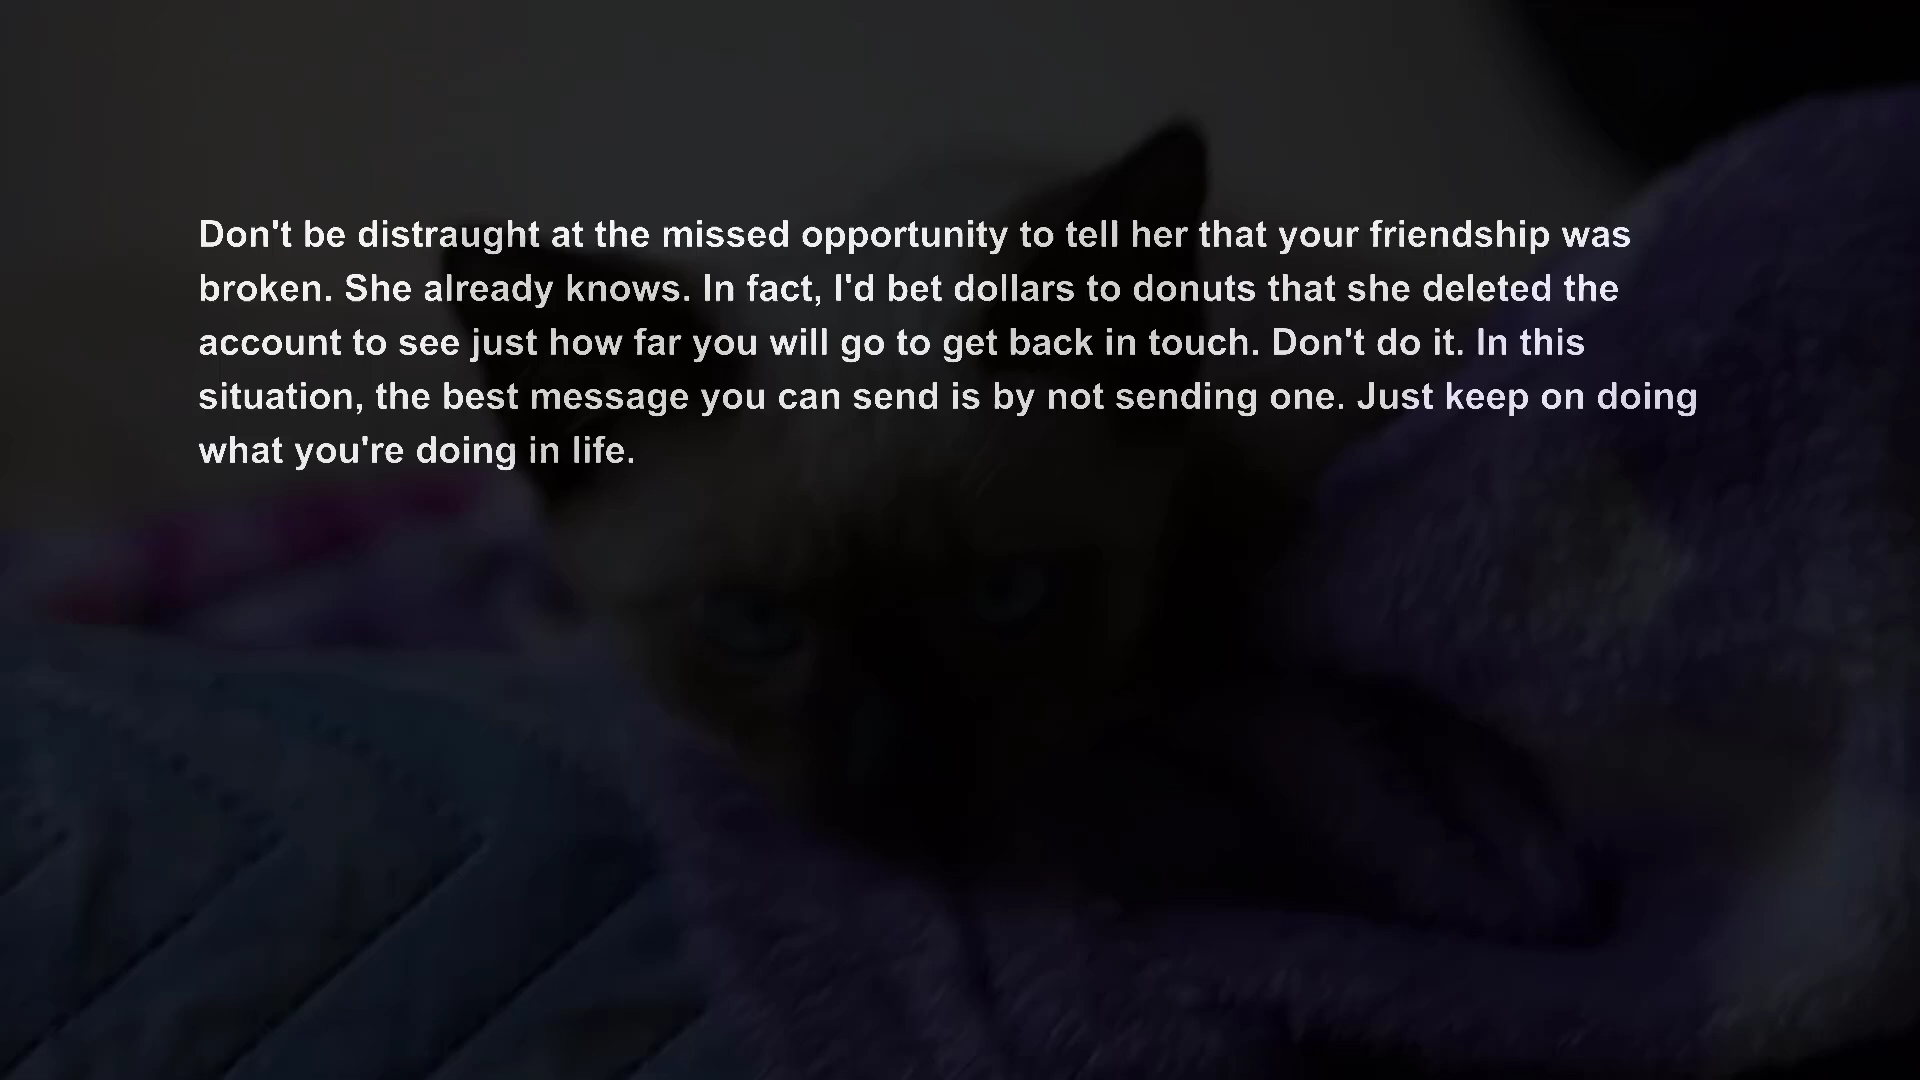 Don't be distraught at the missed opportunity to tell her that your friendship was
broken. She already knows. In fact, I'd bet dollars to donuts that she deleted the
account to see just how far you will go to get back in touch. Don't do it. In this
situation, the best message you can send is by not sending one. Just keep on doing
what you're doing in life.